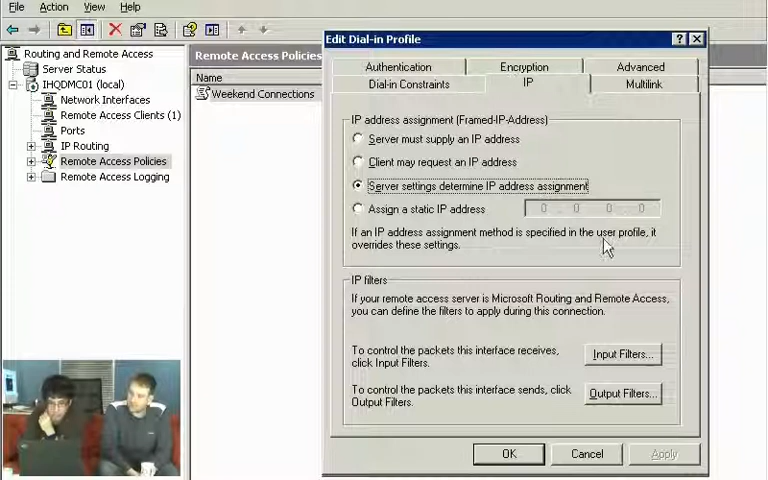 File Action View Help
Routing and Remote Access
Server Status
IHQDMC01 (local)
Network Interfaces
Remote Access Clients (1)
Ports
IP Routing
Remote Access Policies
Remote Access Logging
Remote Access Policies
Name
Weekend Connections
Edit Dial-in Profile
Authentication Encryption Advanced
Dial-in Constraints IP Multilink
IP address assignment (Framed-IP-Address)
Server must supply an IP address
Client may request an IP address
Server settings determine IP address assignment
Assign a static IP address 0 . 0 . 0 . 0
If an IP address assignment method is specified in the user profile, it
overrides these settings.
IP filters
If your remote access server is Microsoft Routing and Remote Access,
you can define the filters to apply during this connection.
To control the packets this interface receives,
click Input Filters.
Input Filters...
To control the packets this interface sends, click
Output Filters.
Output Filters...
OK Cancel Apply